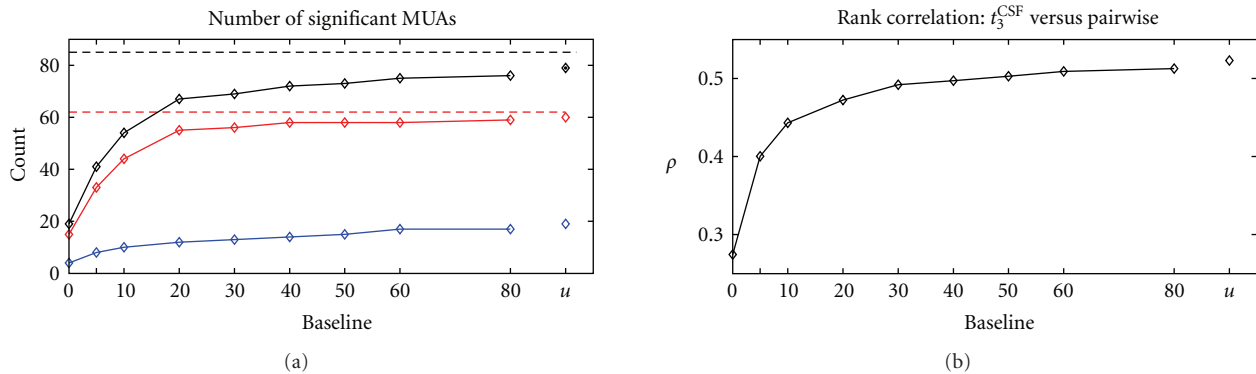 Number of significant MUAs
80
60
40
20
0
Count
0 10 20 30 40 50 60 80 u
Baseline
(a)
Rank correlation: t₃^CSF versus pairwise
0.5
0.4
0.3
ρ
0 10 20 30 40 50 60 80 u
Baseline
(b)